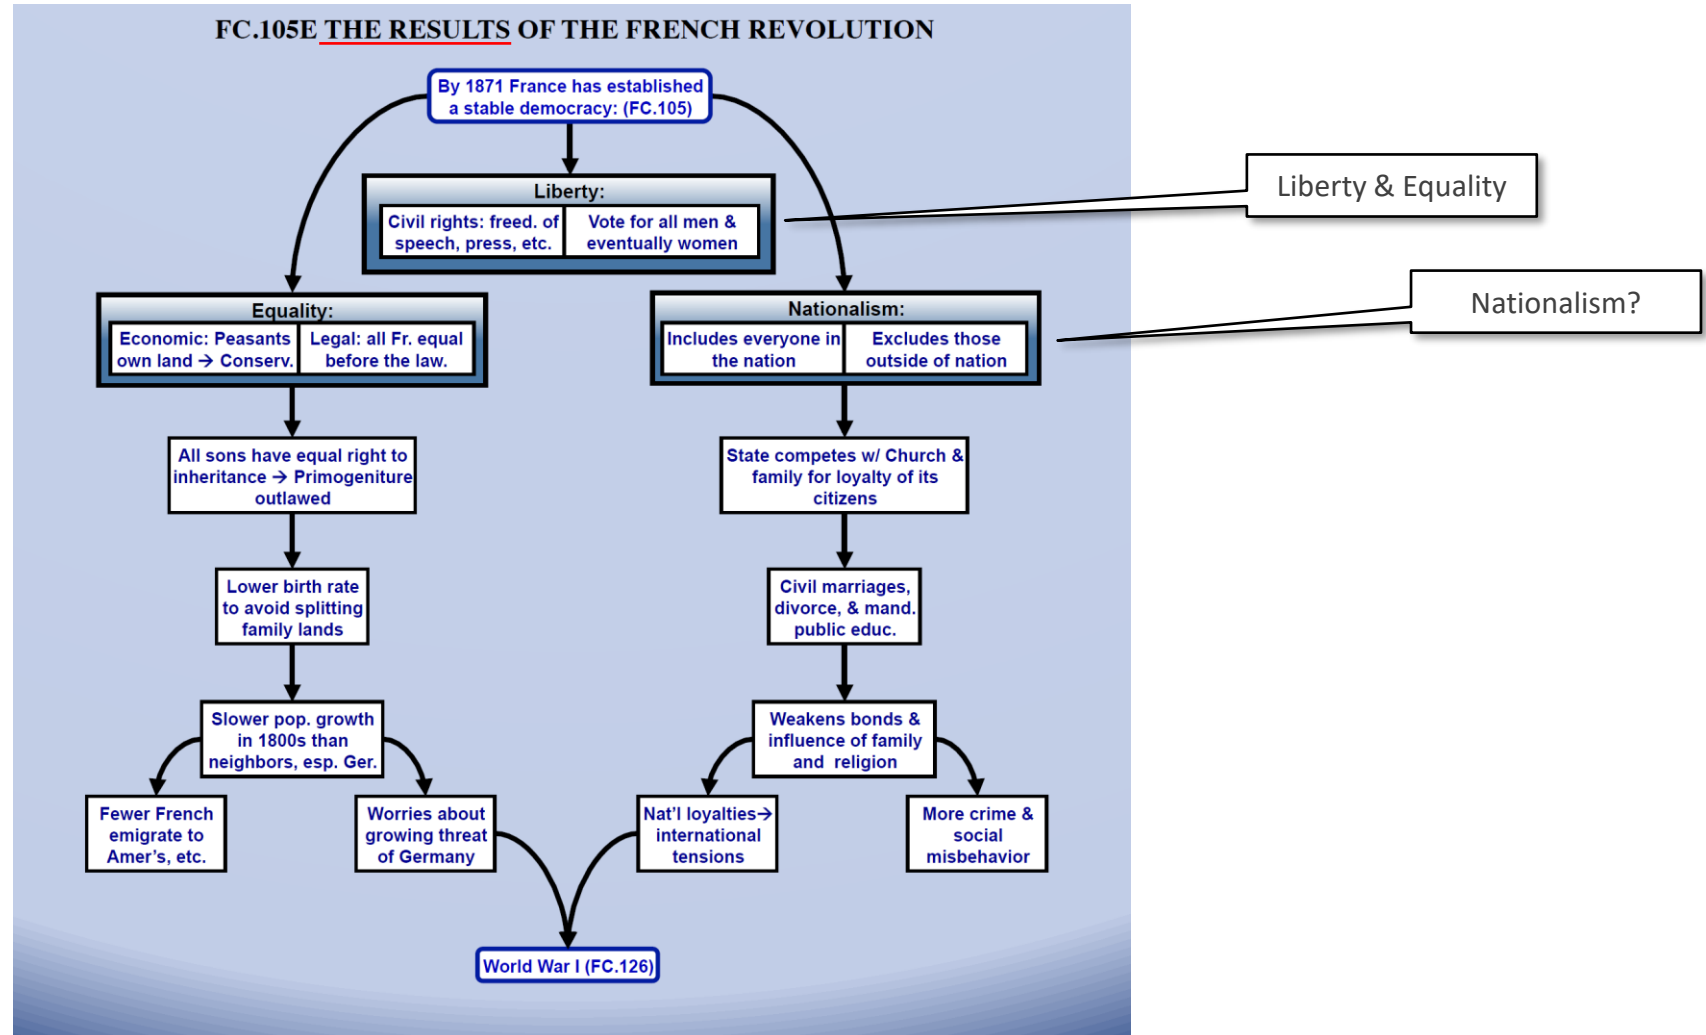 FC.105E THE RESULTS OF THE FRENCH REVOLUTION
By 1871 France has established
a stable democracy: (FC.105)
Liberty:
Civil rights: freed. of
speech, press, etc.
Vote for all men &
eventually women
Liberty & Equality
Nationalism?
Equality:
Economic: Peasants
own land → Conserv.
Legal: all Fr. equal
before the law.
Nationalism:
Includes everyone in
the nation
Excludes those
outside of nation
All sons have equal right to
inheritance → Primogeniture
outlawed
State competes w/ Church &
family for loyalty of its
citizens
Lower birth rate
to avoid splitting
family lands
Civil marriages,
divorce, & mand.
public educ.
Slower pop. growth
in 1800s than
neighbors, esp. Ger.
Weakens bonds &
influence of family
and religion
Fewer French
emigrate to
Amer's, etc.
Worries about
growing threat
of Germany
Nat'l loyalties→
international
tensions
More crime &
social
misbehavior
World War I (FC.126)